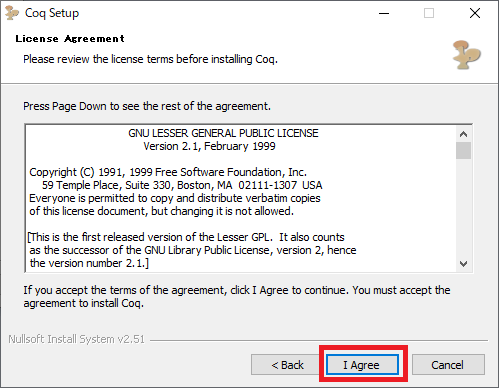 Coq Setup
License Agreement
Please review the license terms before installing Coq.
Press Page Down to see the rest of the agreement.
GNU LESSER GENERAL PUBLIC LICENSE
Version 2.1, February 1999
Copyright (C) 1991, 1999 Free Software Foundation, Inc.
59 Temple Place, Suite 330, Boston, MA  02111-1307  USA
Everyone is permitted to copy and distribute verbatim copies
of this license document, but changing it is not allowed.
[This is the first released version of the Lesser GPL.  It also counts
as the successor of the GNU Library Public License, version 2, hence
the version number 2.1.]
If you accept the terms of the agreement, click I Agree to continue. You must accept the
agreement to install Coq.
Nullsoft Install System v2.51
< Back
I Agree
Cancel